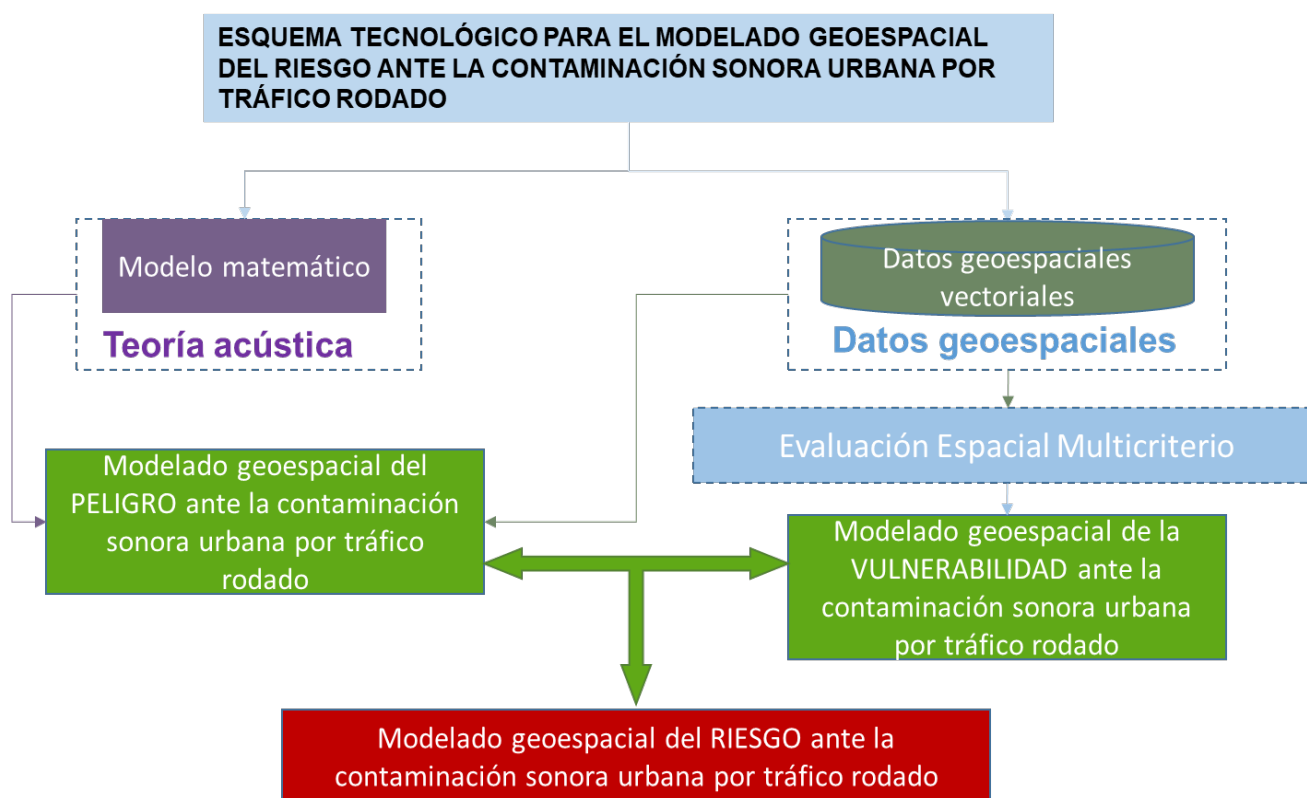 ESQUEMA TECNOLÓGICO PARA EL MODELADO GEOESPACIAL
DEL RIESGO ANTE LA CONTAMINACIÓN SONORA URBANA POR
TRÁFICO RODADO
Modelo matemático
Teoría acústica
Datos geoespaciales
vectoriales
Datos geoespaciales
Evaluación Espacial Multicriterio
Modelado geoespacial del
PELIGRO ante la contaminación
sonora urbana por tráfico
rodado
Modelado geoespacial de la
VULNERABILIDAD ante la
contaminación sonora urbana
por tráfico rodado
Modelado geoespacial del RIESGO ante la
contaminación sonora urbana por tráfico rodado